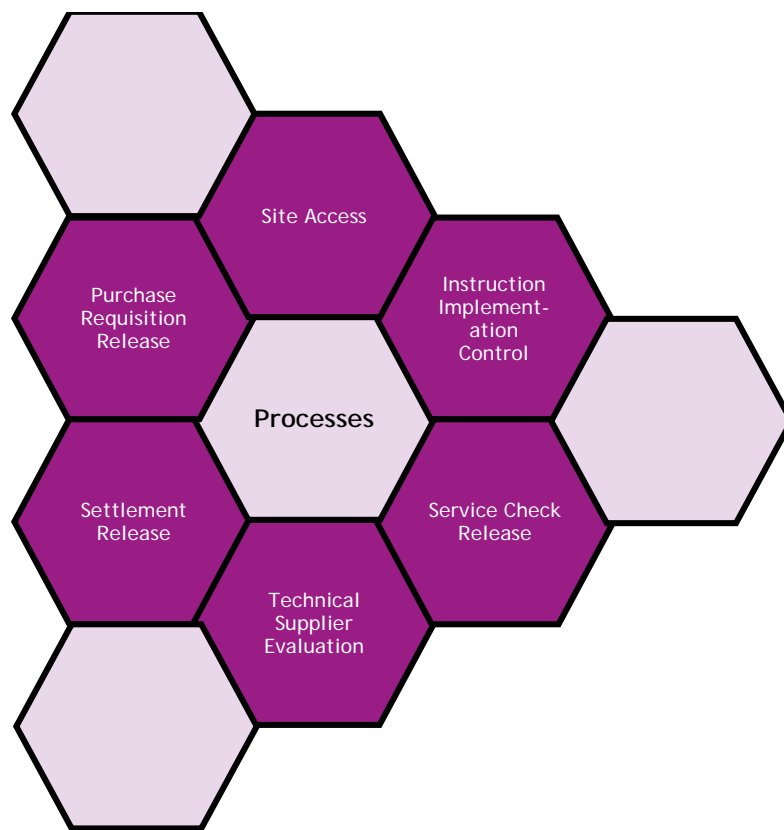 Site Access
Purchase
Requisition
Release
Instruction
Implement-
ation
Control
Processes
Settlement
Release
Service Check
Release
Technical
Supplier
Evaluation